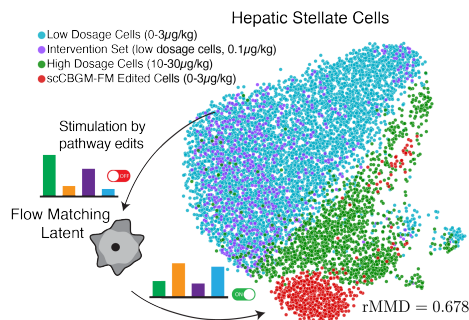 Hepatic Stellate Cells
Low Dosage Cells (0-3µg/kg)
Intervention Set (low dosage cells, 0.1µg/kg)
High Dosage Cells (10-30µg/kg)
scCBGM-FM Edited Cells (0-3µg/kg)
Stimulation by
pathway edits
OFF
Flow Matching
Latent
ON
rMMD = 0.678